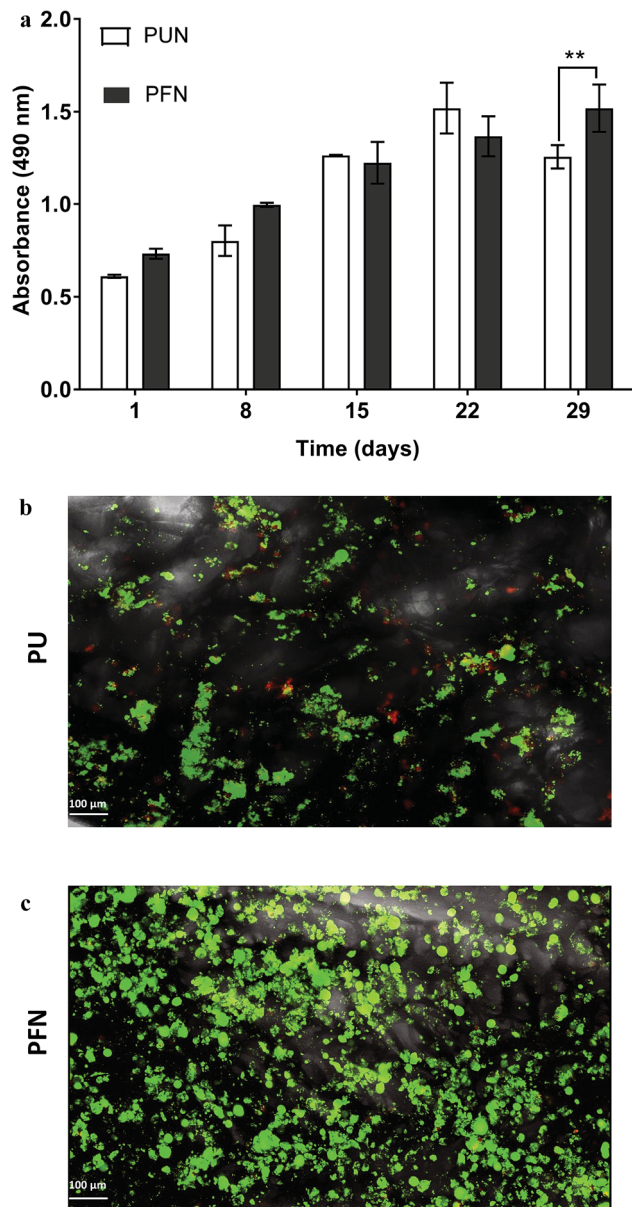 a
2.0
1.5
1.0
0.5
0.0
Absorbance (490 nm)
PUN
PFN
**
1 8 15 22 29
Time (days)
b
PU
100 µm
c
PFN
100 µm